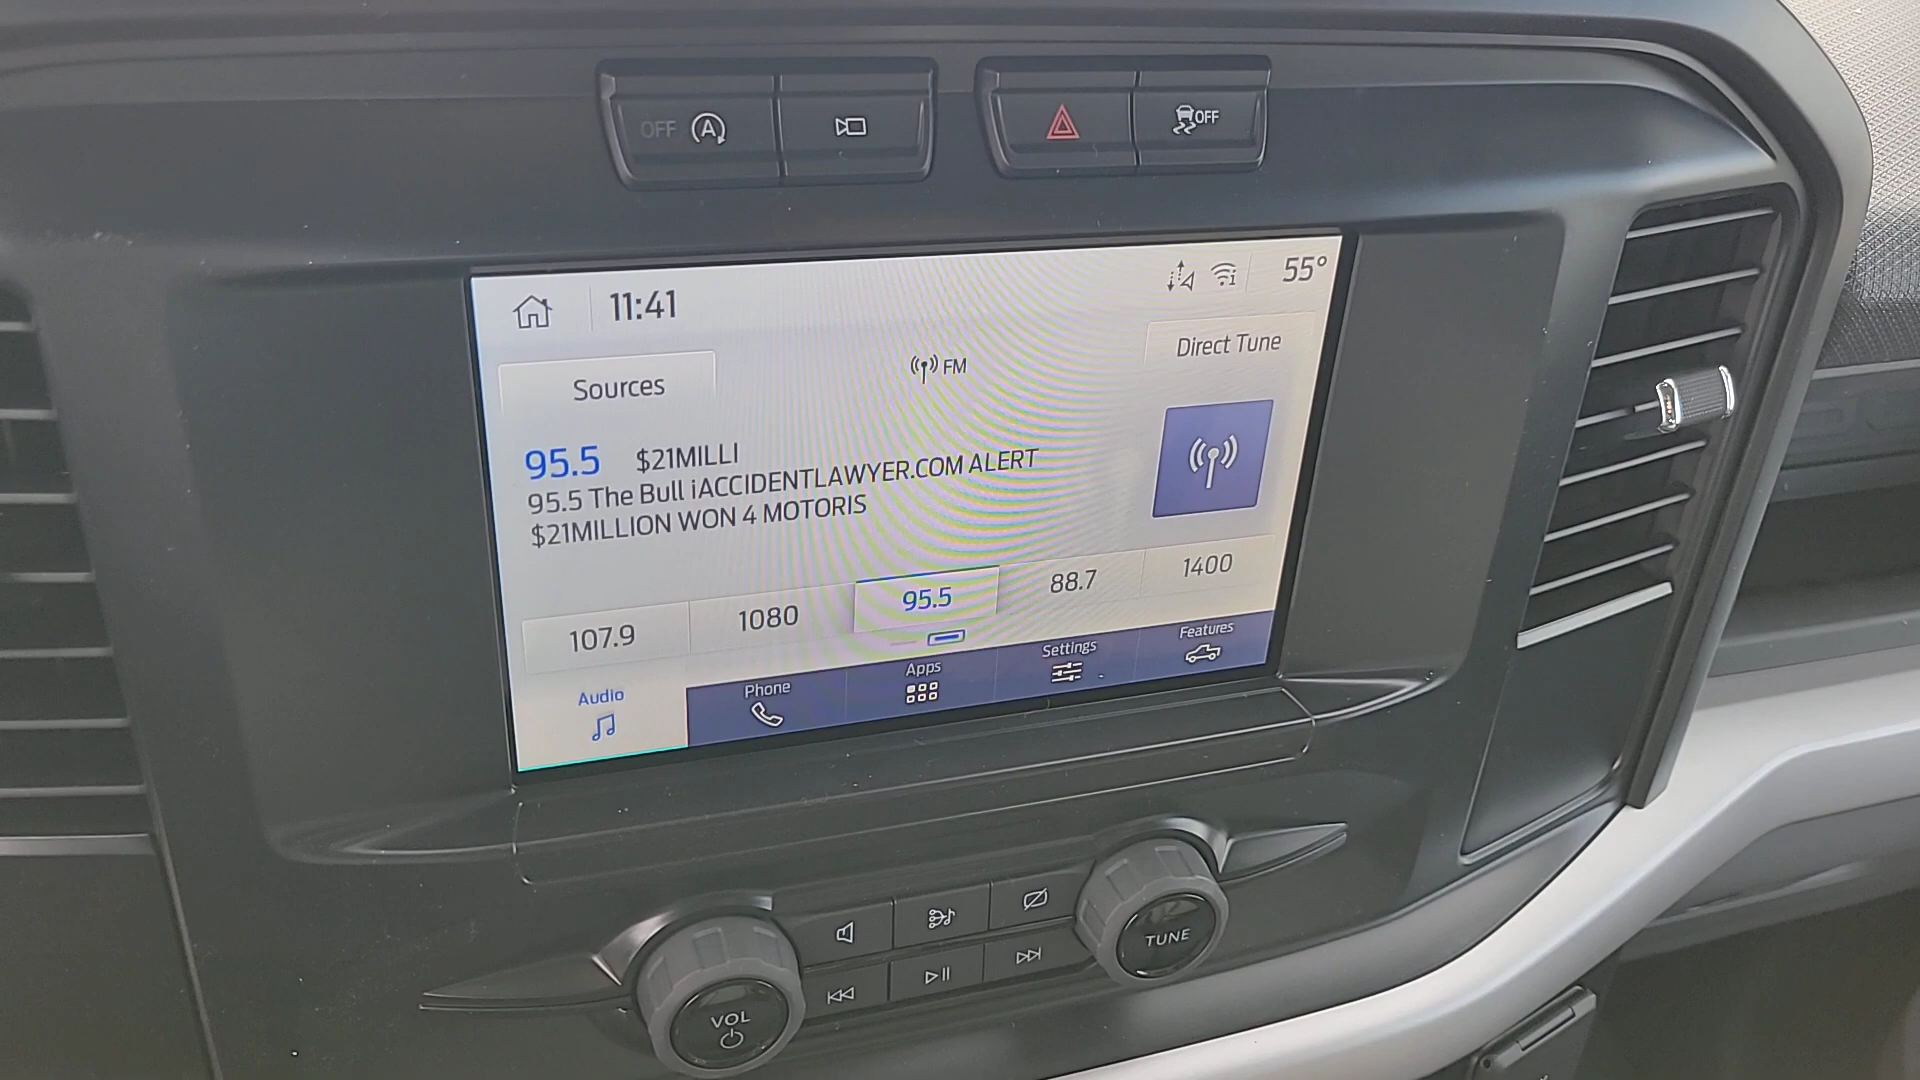 OFF A
OFF
11:41
55°
Sources
FM
Direct Tune
95.5 $21MILLI
95.5 The Bull iACCIDENTLAWYER.COM ALERT
$21MILLION WON 4 MOTORIS
107.9 1080 95.5 88.7 1400
Audio Phone Apps Settings Features
VOL
TUNE